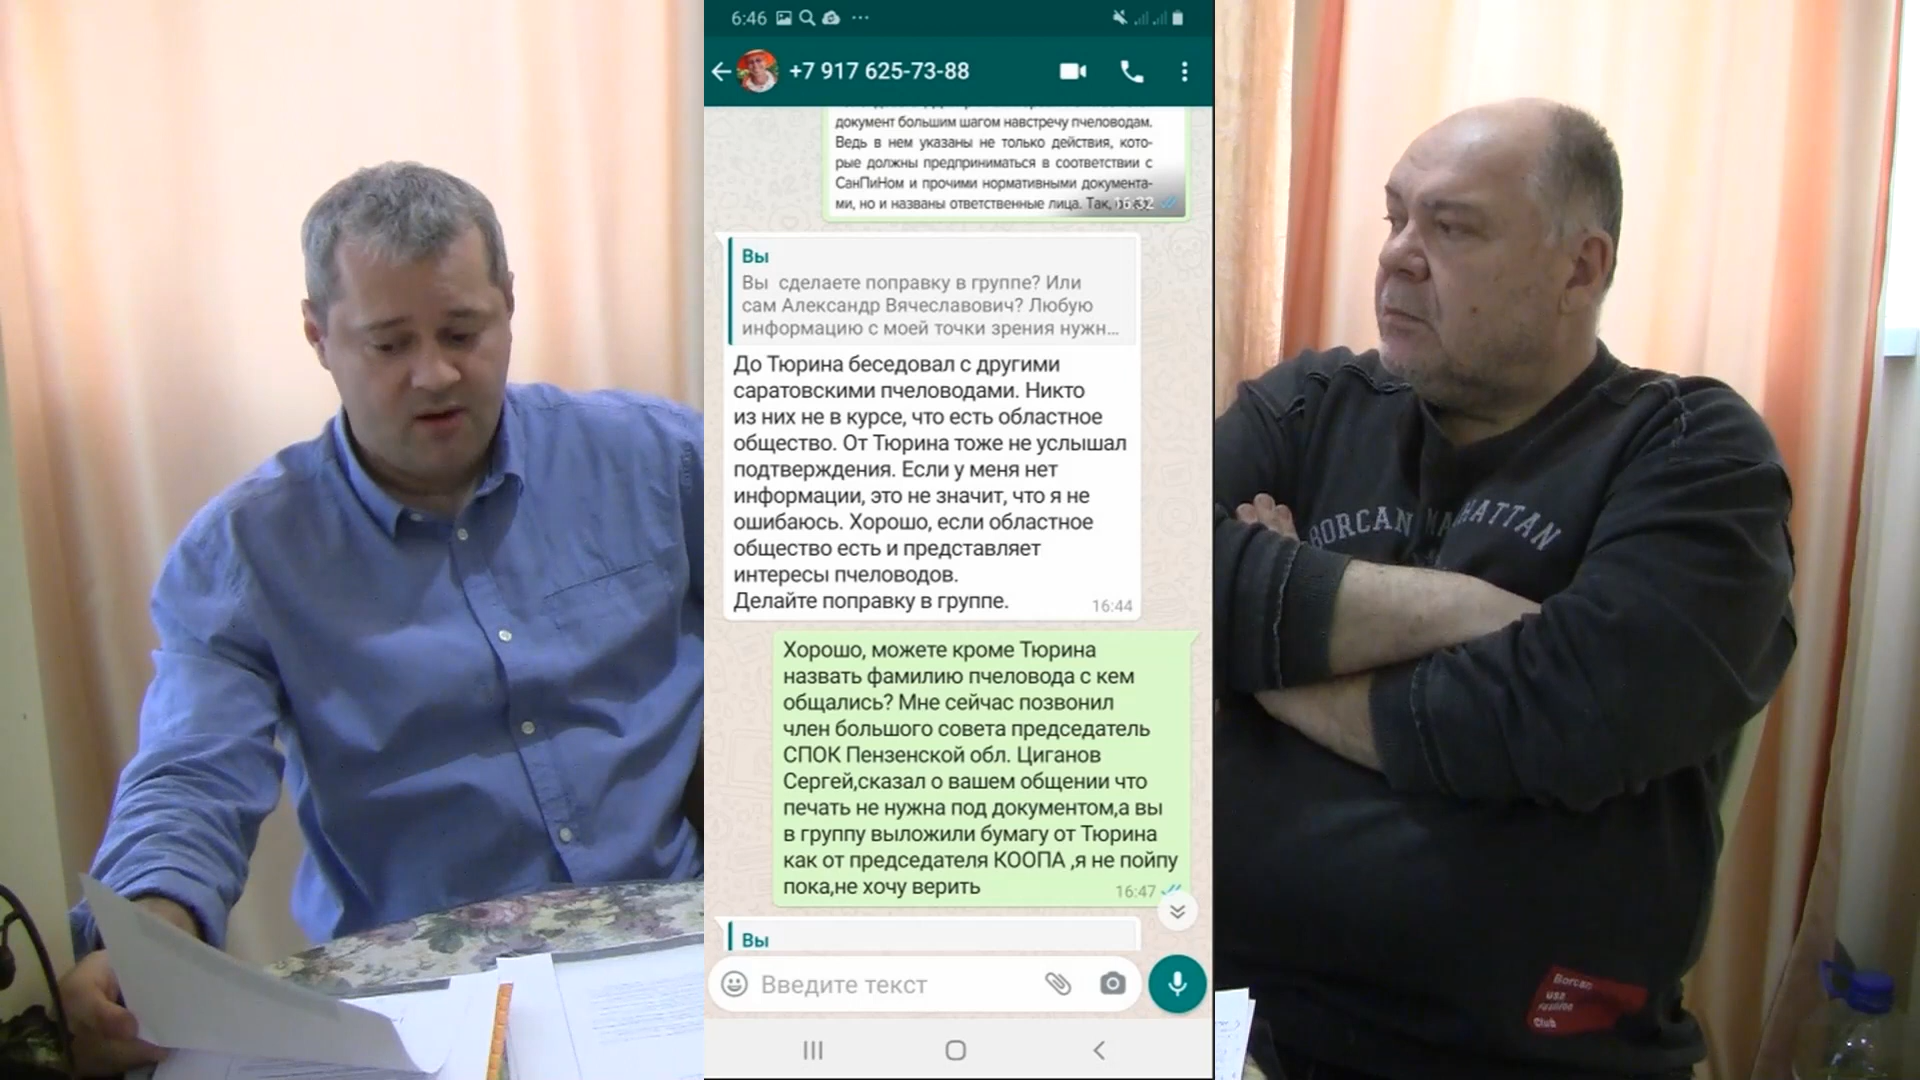 6:46
+7 917 625-73-88
документ большим шагом навстречу пчеловодам.
Ведь в нем указаны не только действия, кото-
рые должны предприниматься в соответствии с
СанПиНом и прочими нормативными документа-
ми, но и названы ответственные лица. Так,
16:32
Вы
Вы сделаете поправку в группе? Или
сам Александр Вячеславович? Любую
информацию с моей точки зрения нужн...
До Тюрина беседовал с другими
саратовскими пчеловодами. Никто
из них не в курсе, что есть областное
общество. От Тюрина тоже не услышал
подтверждения. Если у меня нет
информации, это не значит, что я не
ошибаюсь. Хорошо, если областное
общество есть и представляет
интересы пчеловодов.
Делайте поправку в группе.
16:44
Хорошо, можете кроме Тюрина
назвать фамилию пчеловода с кем
общались? Мне сейчас позвонил
член большого совета председатель
СПОК Пензенской обл. Циганов
Сергей,сказал о вашем общении что
печать не нужна под документом,а вы
в группу выложили бумагу от Тюрина
как от председателя КООПА ,я не пойпу
пока,не хочу верить
16:47
Вы
Введите текст
BORCAN MANHATTAN
Borcan
usa
Fashion
Club